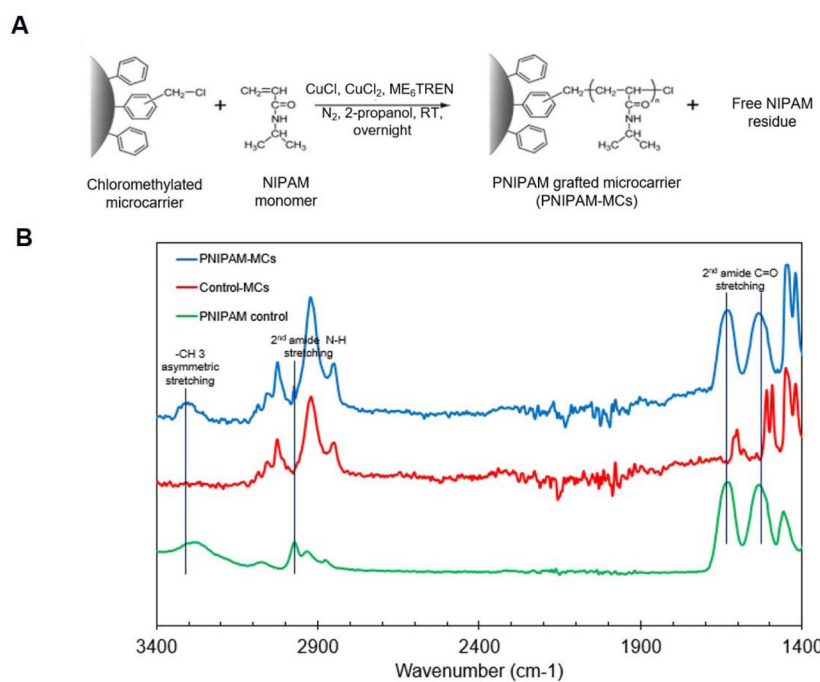 A
CH₂—Cl
+
CH₂=CH
C=O
NH
CH
H₃C CH₃
CuCl, CuCl₂, ME₆TREN
N₂, 2-propanol, RT,
overnight
CH₂—(CH₂—CH)n—Cl
C=O
NH
CH
H₃C CH₃
+
Free NIPAM
residue
Chloromethylated
microcarrier
NIPAM
monomer
PNIPAM grafted microcarrier
(PNIPAM-MCs)
B
PNIPAM-MCs
Control-MCs
PNIPAM control
2nd amide C=O
stretching
2nd amide N-H
stretching
-CH 3
asymmetric
stretching
3400 2900 2400 1900 1400
Wavenumber (cm-1)